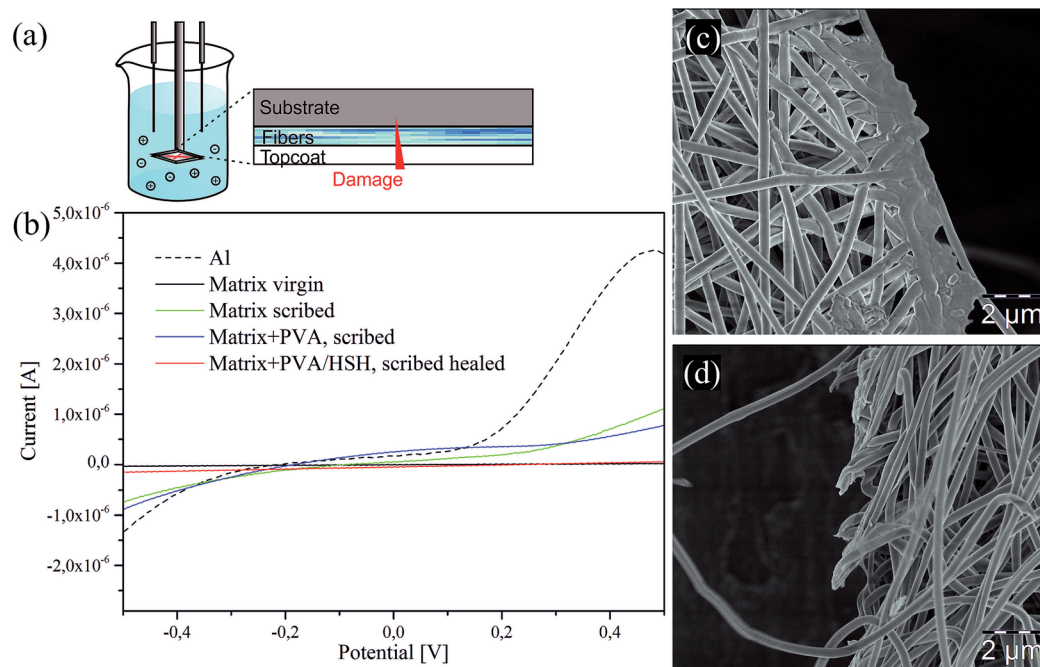 (a)
Substrate
Fibers
Topcoat
Damage
(b)
5,0x10⁻⁶
4,0x10⁻⁶
3,0x10⁻⁶
2,0x10⁻⁶
1,0x10⁻⁶
0,0
-1,0x10⁻⁶
-2,0x10⁻⁶
Current [A]
Al
Matrix virgin
Matrix scribed
Matrix+PVA, scribed
Matrix+PVA/HSH, scribed healed
-0,4
-0,2
0,0
0,2
0,4
Potential [V]
(c)
2 µm
(d)
2 µm